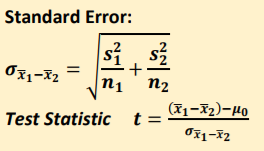 Standard Error:
σx̄₁−x̄₂ = √(s₁²/n₁ + s₂²/n₂)
Test Statistic t = (x̄₁−x̄₂)−μ₀ / σx̄₁−x̄₂